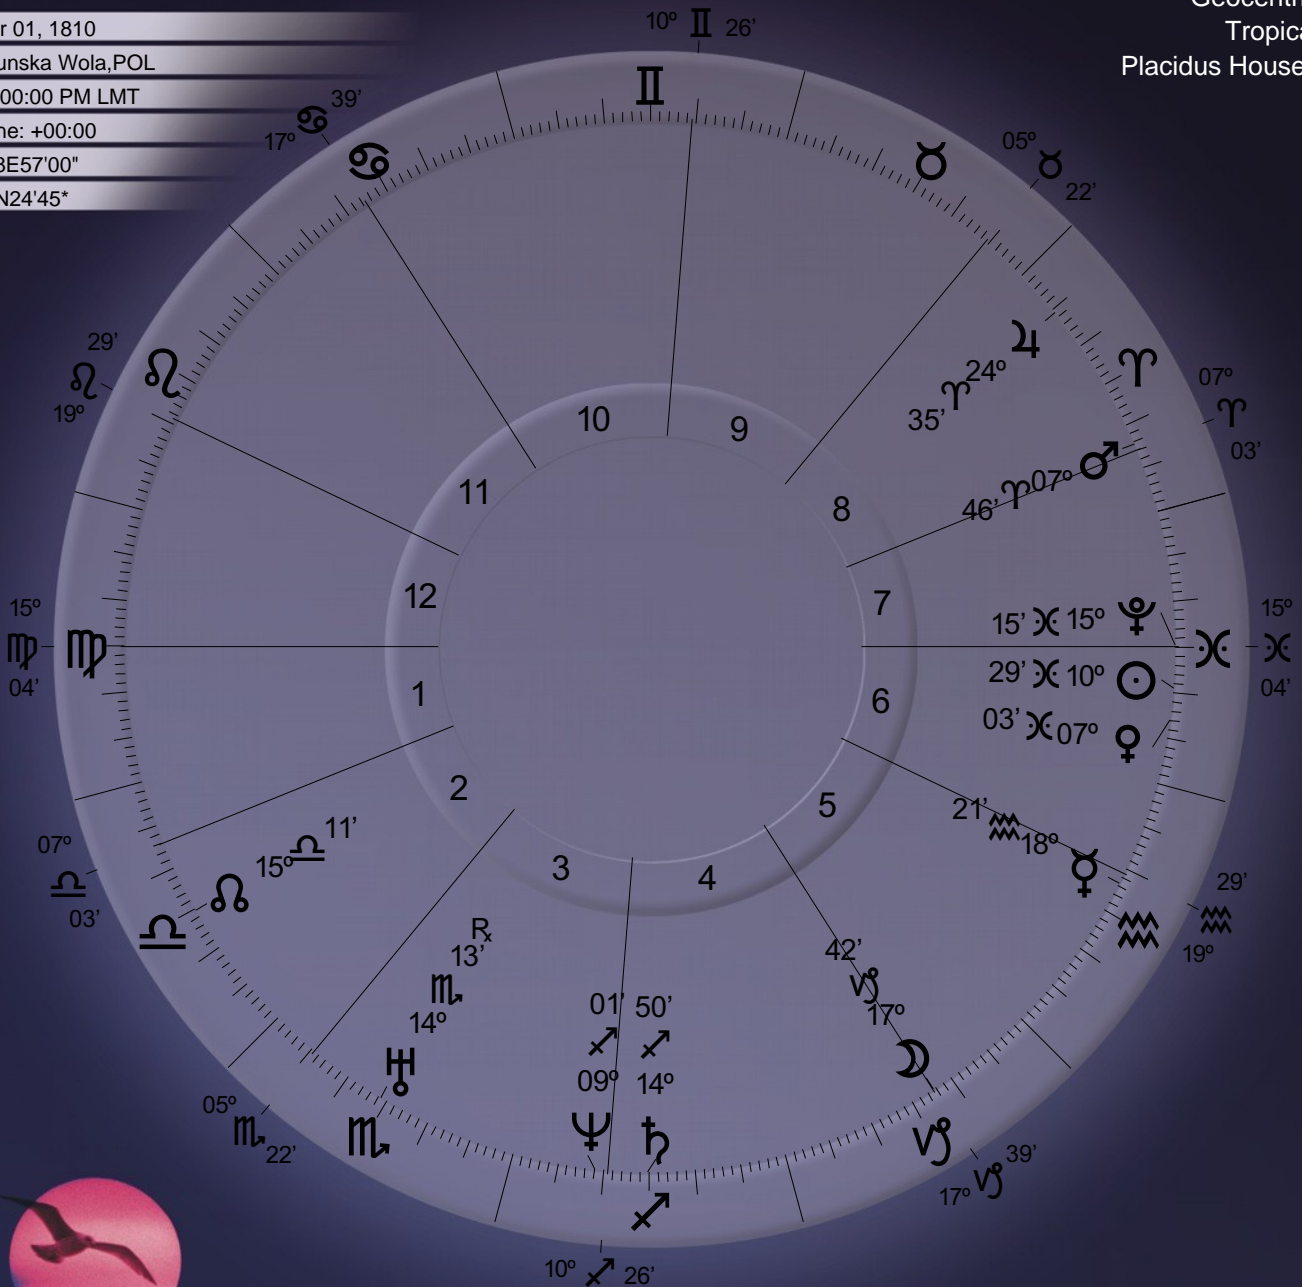 r 01, 1810
unska Wola,POL
00:00 PM LMT
ne: +00:00
3E57'00"
N24'45*
Geocentri
Tropica
Placidus House
10º ♊ 26’
17º ♋ 39’
05º ♉ 22’
29’
♌
19º
07º
♈
03’
15º
♍
04’
15º
♓
04’
07º
♎
03’
29’
♒
19º
05º ♏ 22’
17º ♑ 39’
10º ♐ 26’
♊
♋
♉
♌
♈
♍
♓
♎
♒
♏
♑
♐
♃
24º ♈ 35’
♂
07º ♈ 46’
15’ ♓ 15º ♇
29’ ♓ 10º ☉
03’ ♓ 07º ♀
21’ ♒ 18º ☿
42’ ♑ 17º ☽
50’ ♐ 14º ♄
01’ ♐ 09º ♆
℞ 13’ ♏ 14º ♅
☊ 15º ♎ 11’
10
9
11
8
12
7
1
6
2
5
3
4